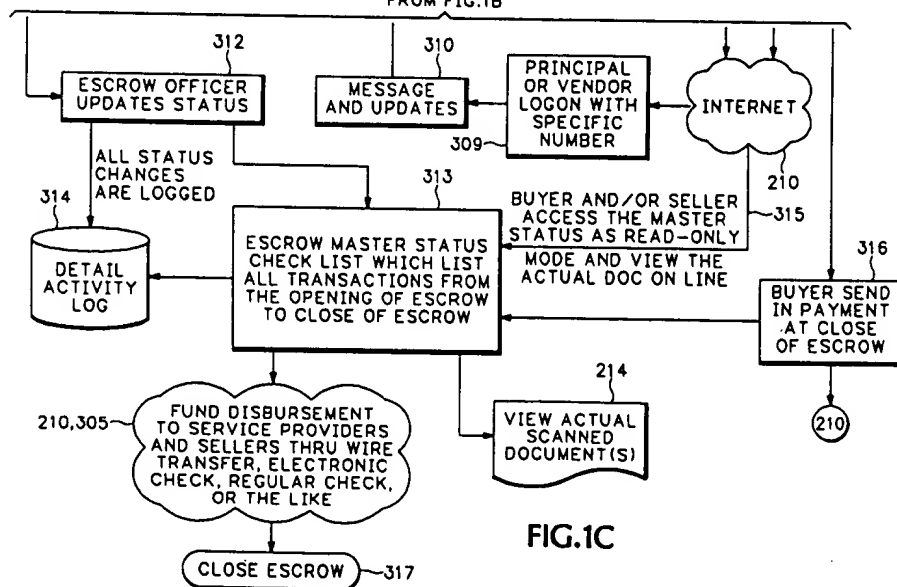 FROM FIG.1B
312
ESCROW OFFICER
UPDATES STATUS
310
MESSAGE
AND UPDATES
PRINCIPAL
OR VENDOR
LOGON WITH
SPECIFIC
NUMBER
309
INTERNET
210
ALL STATUS
CHANGES
ARE LOGGED
314
DETAIL
ACTIVITY
LOG
313
ESCROW MASTER STATUS
CHECK LIST WHICH LIST
ALL TRANSACTIONS FROM
THE OPENING OF ESCROW
TO CLOSE OF ESCROW
BUYER AND/OR SELLER
ACCESS THE MASTER
STATUS AS READ-ONLY
MODE AND VIEW THE
ACTUAL DOC ON LINE
315
316
BUYER SEND
IN PAYMENT
AT CLOSE
OF ESCROW
210
210,305
FUND DISBURSEMENT
TO SERVICE PROVIDERS
AND SELLERS THRU WIRE
TRANSFER, ELECTRONIC
CHECK, REGULAR CHECK,
OR THE LIKE
214
VIEW ACTUAL
SCANNED
DOCUMENT(S)
CLOSE ESCROW
317
FIG.1C